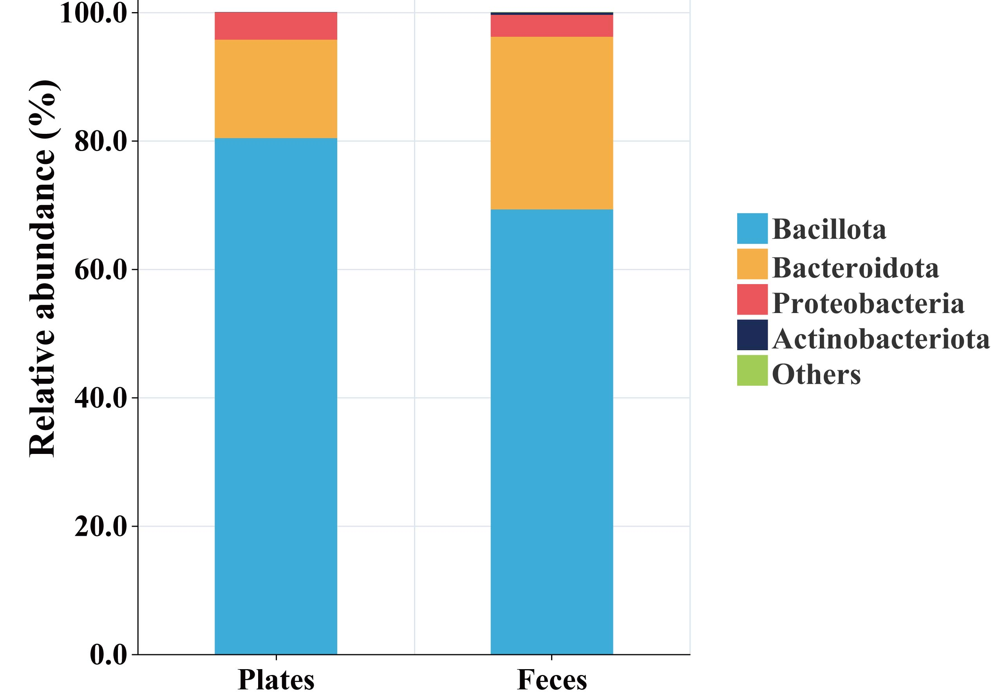 Relative abundance (%)
100.0
80.0
60.0
40.0
20.0
0.0
Plates
Feces
Bacillota
Bacteroidota
Proteobacteria
Actinobacteriota
Others